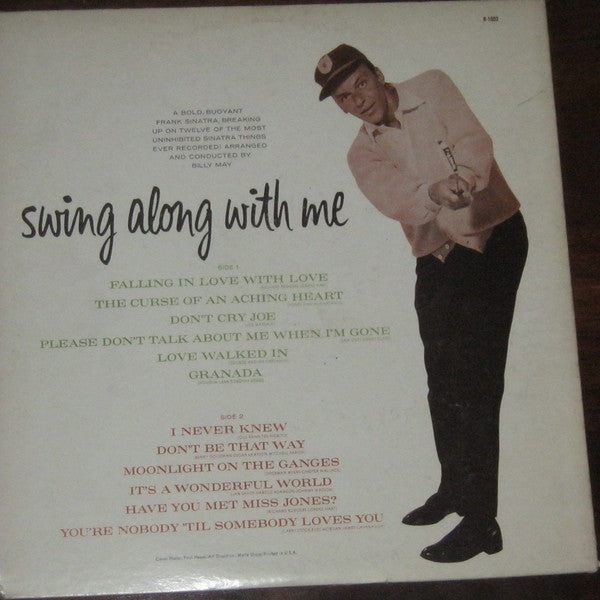 R-1002
A BOLD, BUOYANT
FRANK SINATRA, BREAKING
UP ON TWELVE OF THE MOST
UNINHIBITED SINATRA THINGS
EVER RECORDED! ARRANGED
AND CONDUCTED BY
BILLY MAY
swing along with me
SIDE 1
FALLING IN LOVE WITH LOVE
THE CURSE OF AN ACHING HEART
DON'T CRY JOE
PLEASE DON'T TALK ABOUT ME WHEN I'M GONE
LOVE WALKED IN
GRANADA
SIDE 2
I NEVER KNEW
DON'T BE THAT WAY
MOONLIGHT ON THE GANGES
IT'S A WONDERFUL WORLD
HAVE YOU MET MISS JONES?
YOU'RE NOBODY 'TIL SOMEBODY LOVES YOU
Printed in U.S.A.